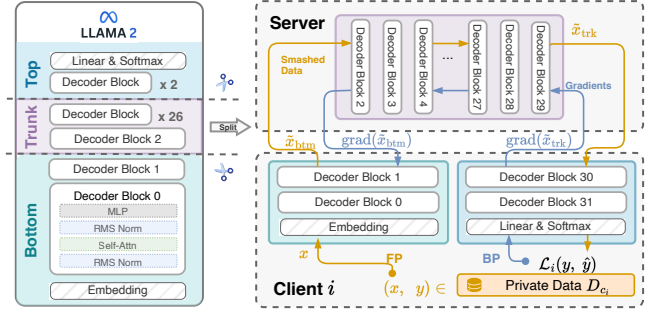 LLAMA 2
Top
Linear & Softmax
Decoder Block x 2
Trunk
Decoder Block x 26
Decoder Block 2
Bottom
Decoder Block 1
Decoder Block 0
MLP
RMS Norm
Self-Attn
RMS Norm
Embedding
Split
Server
Smashed
Data
Decoder Block 2
Decoder Block 3
Decoder Block 4
...
Decoder Block 27
Decoder Block 28
Decoder Block 29
x̃trk
Gradients
x̃btm
grad(x̃btm)
grad(x̃trk)
Decoder Block 1
Decoder Block 0
Embedding
Decoder Block 30
Decoder Block 31
Linear & Softmax
x
FP
BP
ℒi(y, ŷ)
Client i
(x, y) ∈
Private Data Dci